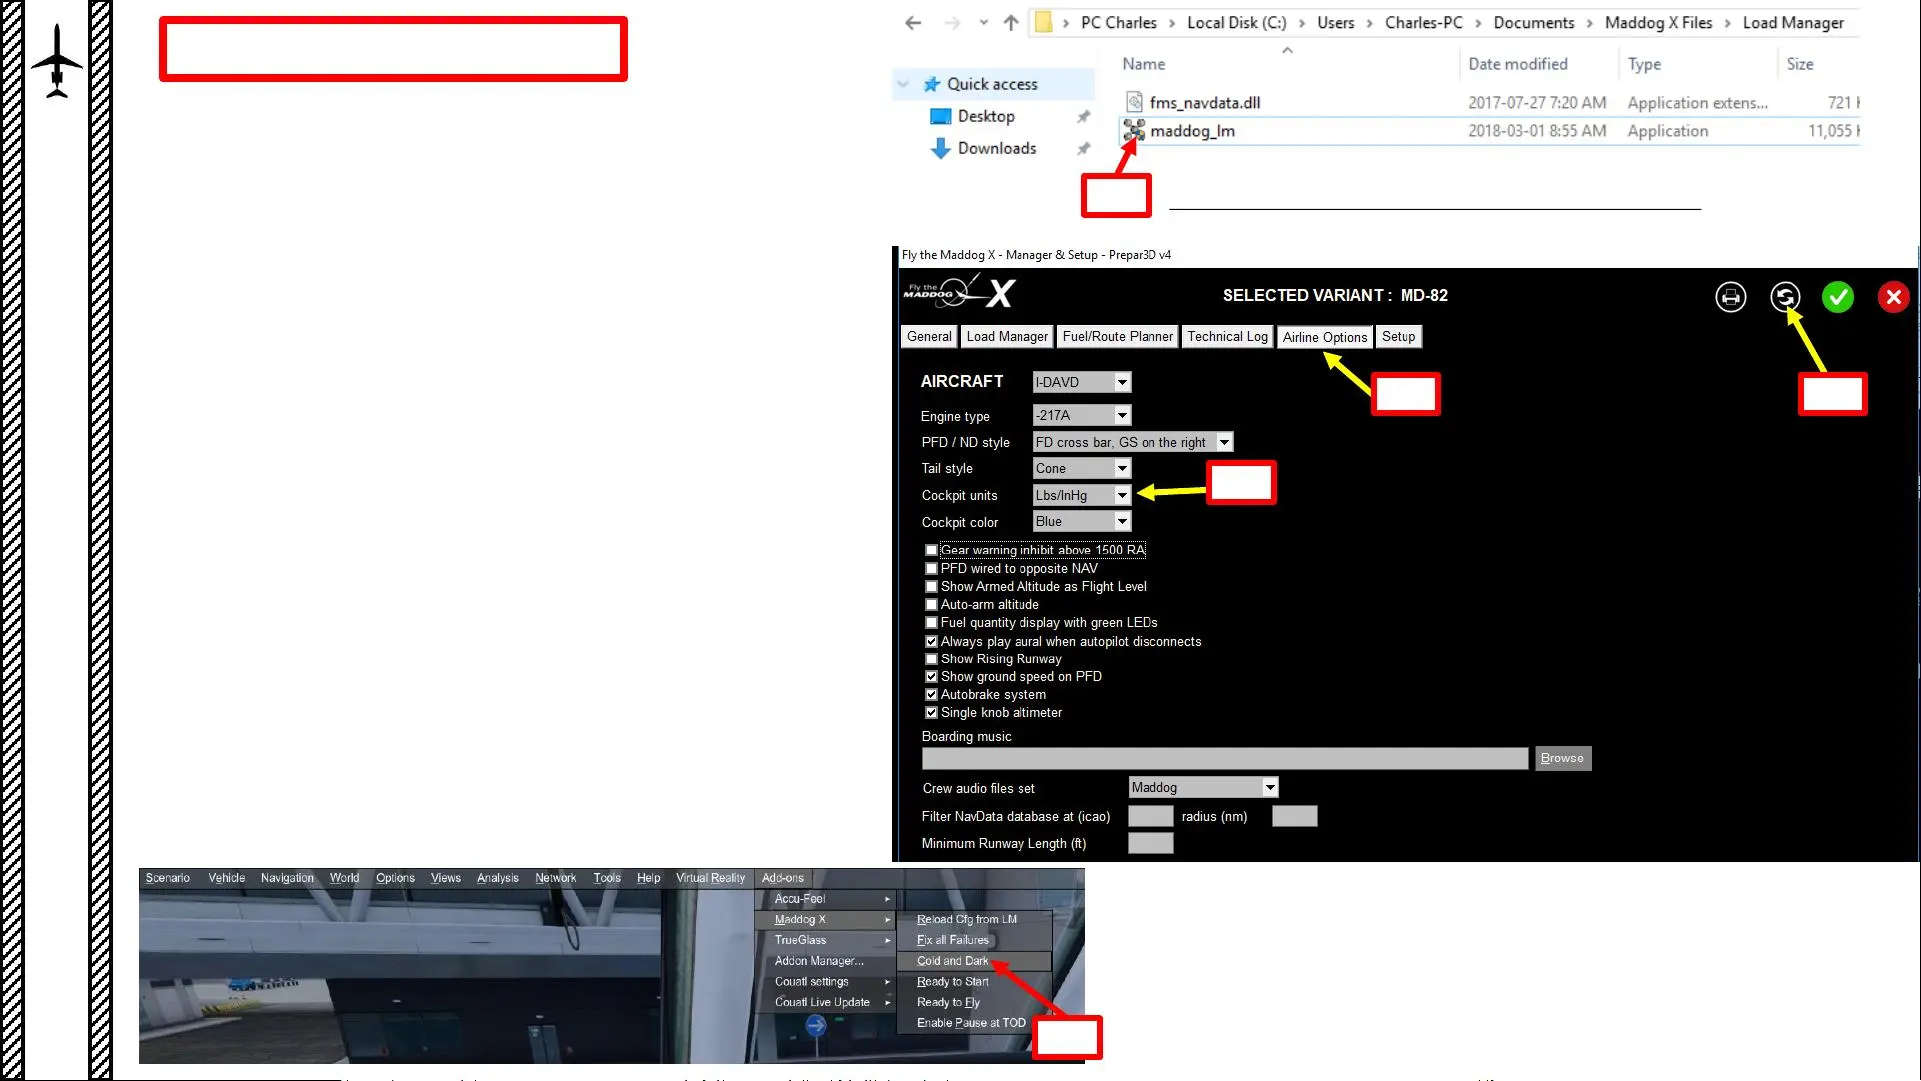 PC Charles > Local Disk (C:) > Users > Charles-PC > Documents > Maddog X Files > Load Manager
Name Date modified Type Size
Quick access
Desktop
Downloads
fms_navdata.dll 2017-07-27 7:20 AM Application extens... 721
maddog_lm 2018-03-01 8:55 AM Application 11,055
Fly the Maddog X - Manager & Setup - Prepar3D v4
Fly the
MADDOG X
SELECTED VARIANT : MD-82
General Load Manager Fuel/Route Planner Technical Log Airline Options Setup
AIRCRAFT I-DAVD
Engine type -217A
PFD / ND style FD cross bar, GS on the right
Tail style Cone
Cockpit units Lbs/InHg
Cockpit color Blue
Gear warning inhibit above 1500 RA
PFD wired to opposite NAV
Show Armed Altitude as Flight Level
Auto-arm altitude
Fuel quantity display with green LEDs
Always play aural when autopilot disconnects
Show Rising Runway
Show ground speed on PFD
Autobrake system
Single knob altimeter
Boarding music
Browse
Crew audio files set Maddog
Filter NavData database at (icao) radius (nm)
Minimum Runway Length (ft)
Scenario Vehicle Navigation World Options Views Analysis Network Tools Help Virtual Reality Add-ons
Accu-Feel
Maddog X
TrueGlass
Addon Manager...
Couatl settings
Couatl Live Update
Reload Cfg from LM
Fix all Failures
Cold and Dark
Ready to Start
Ready to Fly
Enable Pause at TOD